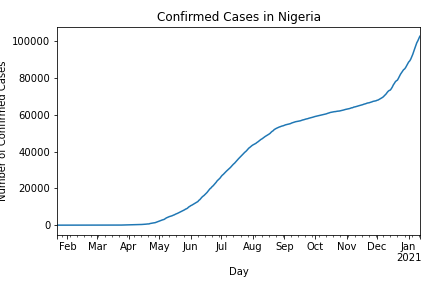 Confirmed Cases in Nigeria
Number of Confirmed Cases
100000
80000
60000
40000
20000
0
Feb Mar Apr May Jun Jul Aug Sep Oct Nov Dec Jan
2021
Day